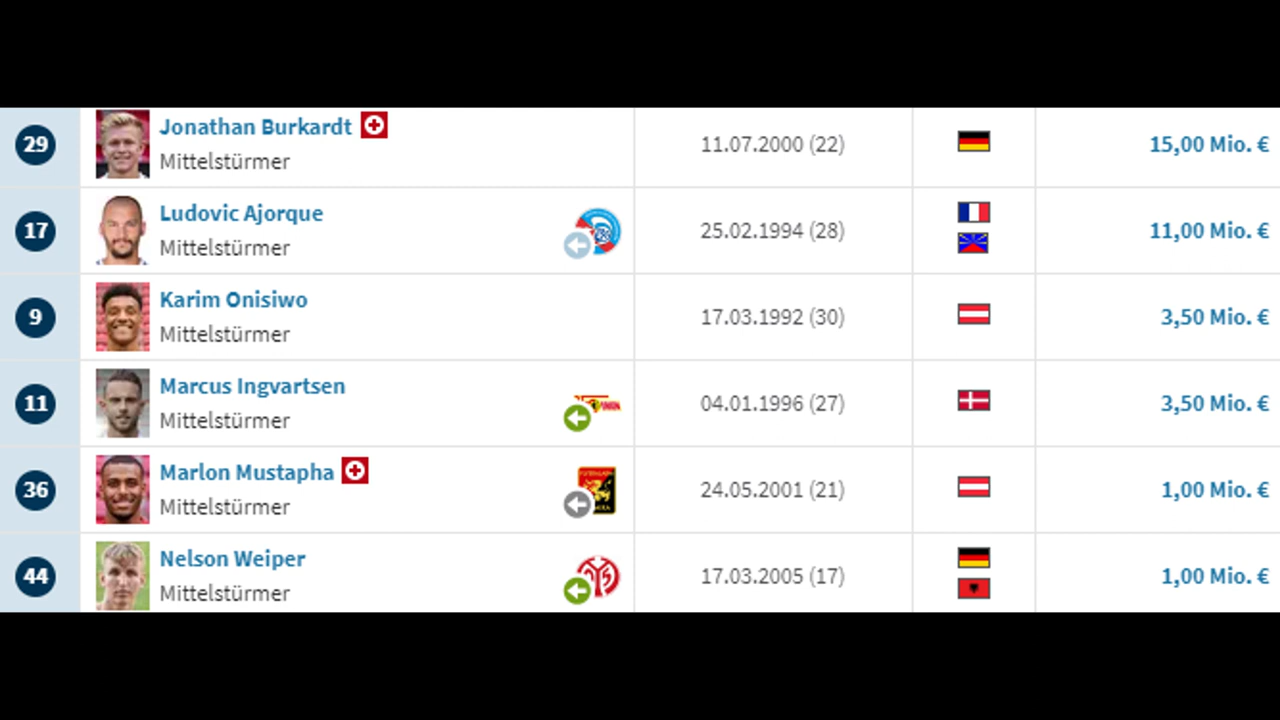 29
Jonathan Burkardt
Mittelstürmer
11.07.2000 (22)
15,00 Mio. €
17
Ludovic Ajorque
Mittelstürmer
25.02.1994 (28)
11,00 Mio. €
9
Karim Onisiwo
Mittelstürmer
17.03.1992 (30)
3,50 Mio. €
11
Marcus Ingvartsen
Mittelstürmer
04.01.1996 (27)
3,50 Mio. €
36
Marlon Mustapha
Mittelstürmer
24.05.2001 (21)
1,00 Mio. €
44
Nelson Weiper
Mittelstürmer
17.03.2005 (17)
1,00 Mio. €